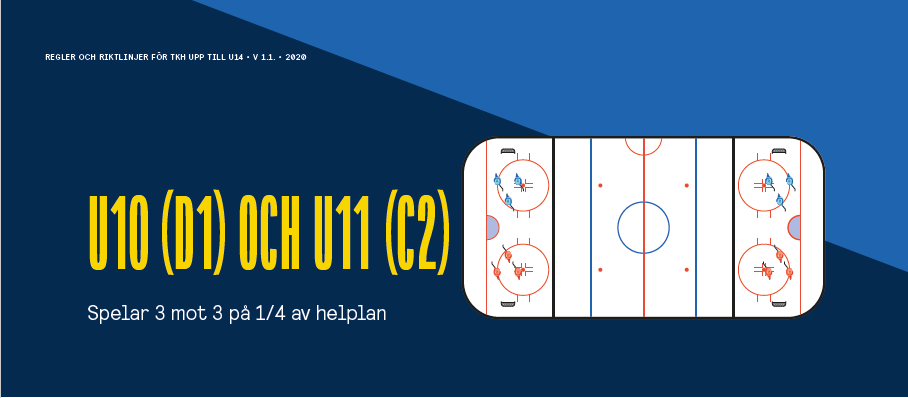 REGLER OCH RIKTLINJER FÖR TKH UPP TILL U14 • V 1.1. • 2020
U10 (D1) OCH U11 (C2)
Spelar 3 mot 3 på 1/4 av helplan